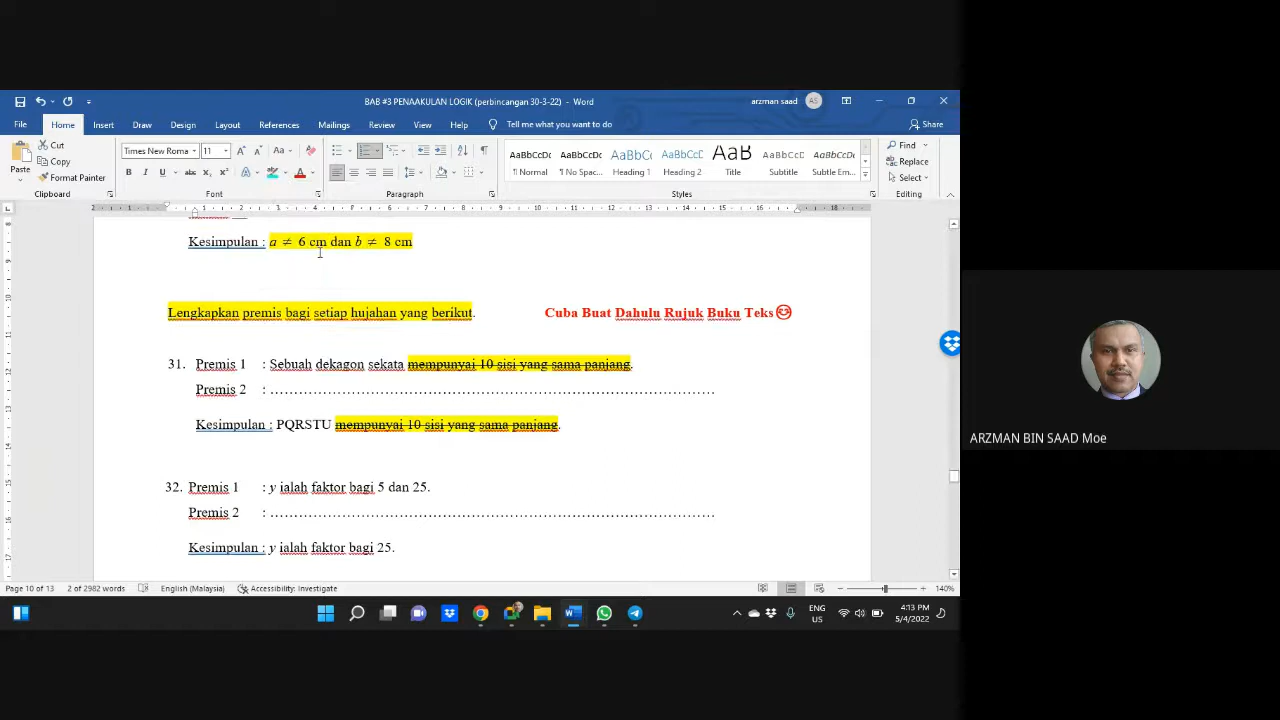 BAB #3 PENAAKULAN LOGIK (perbincangan 30-3-22) - Word
arzman saad AS
File Home Insert Draw Design Layout References Mailings Review View Help Tell me what you want to do Share
Cut
Copy
Format Painter
Paste
Clipboard
Times New Roma 11
Font
Paragraph
AaBbCcDc AaBbCcDc AaBbCc AaBbCcD AaB AaBbCcD AaBbCcDa
¶ Normal ¶ No Spac... Heading 1 Heading 2 Title Subtitle Subtle Em...
Styles
Find
Replace
Select
Editing
Kesimpulan : a ≠ 6 cm dan b ≠ 8 cm
Lengkapkan premis bagi setiap hujahan yang berikut. Cuba Buat Dahulu Rujuk Buku Teks😊
31. Premis 1 : Sebuah dekagon sekata mempunyai 10 sisi yang sama panjang.
Premis 2 : ……………………………………………………………………………
Kesimpulan : PQRSTU mempunyai 10 sisi yang sama panjang.
32. Premis 1 : y ialah faktor bagi 5 dan 25.
Premis 2 : ……………………………………………………………………………
Kesimpulan : y ialah faktor bagi 25.
Page 10 of 13 2 of 2982 words English (Malaysia) Accessibility: Investigate 140%
ENG US 4:13 PM 5/4/2022
ARZMAN BIN SAAD Moe